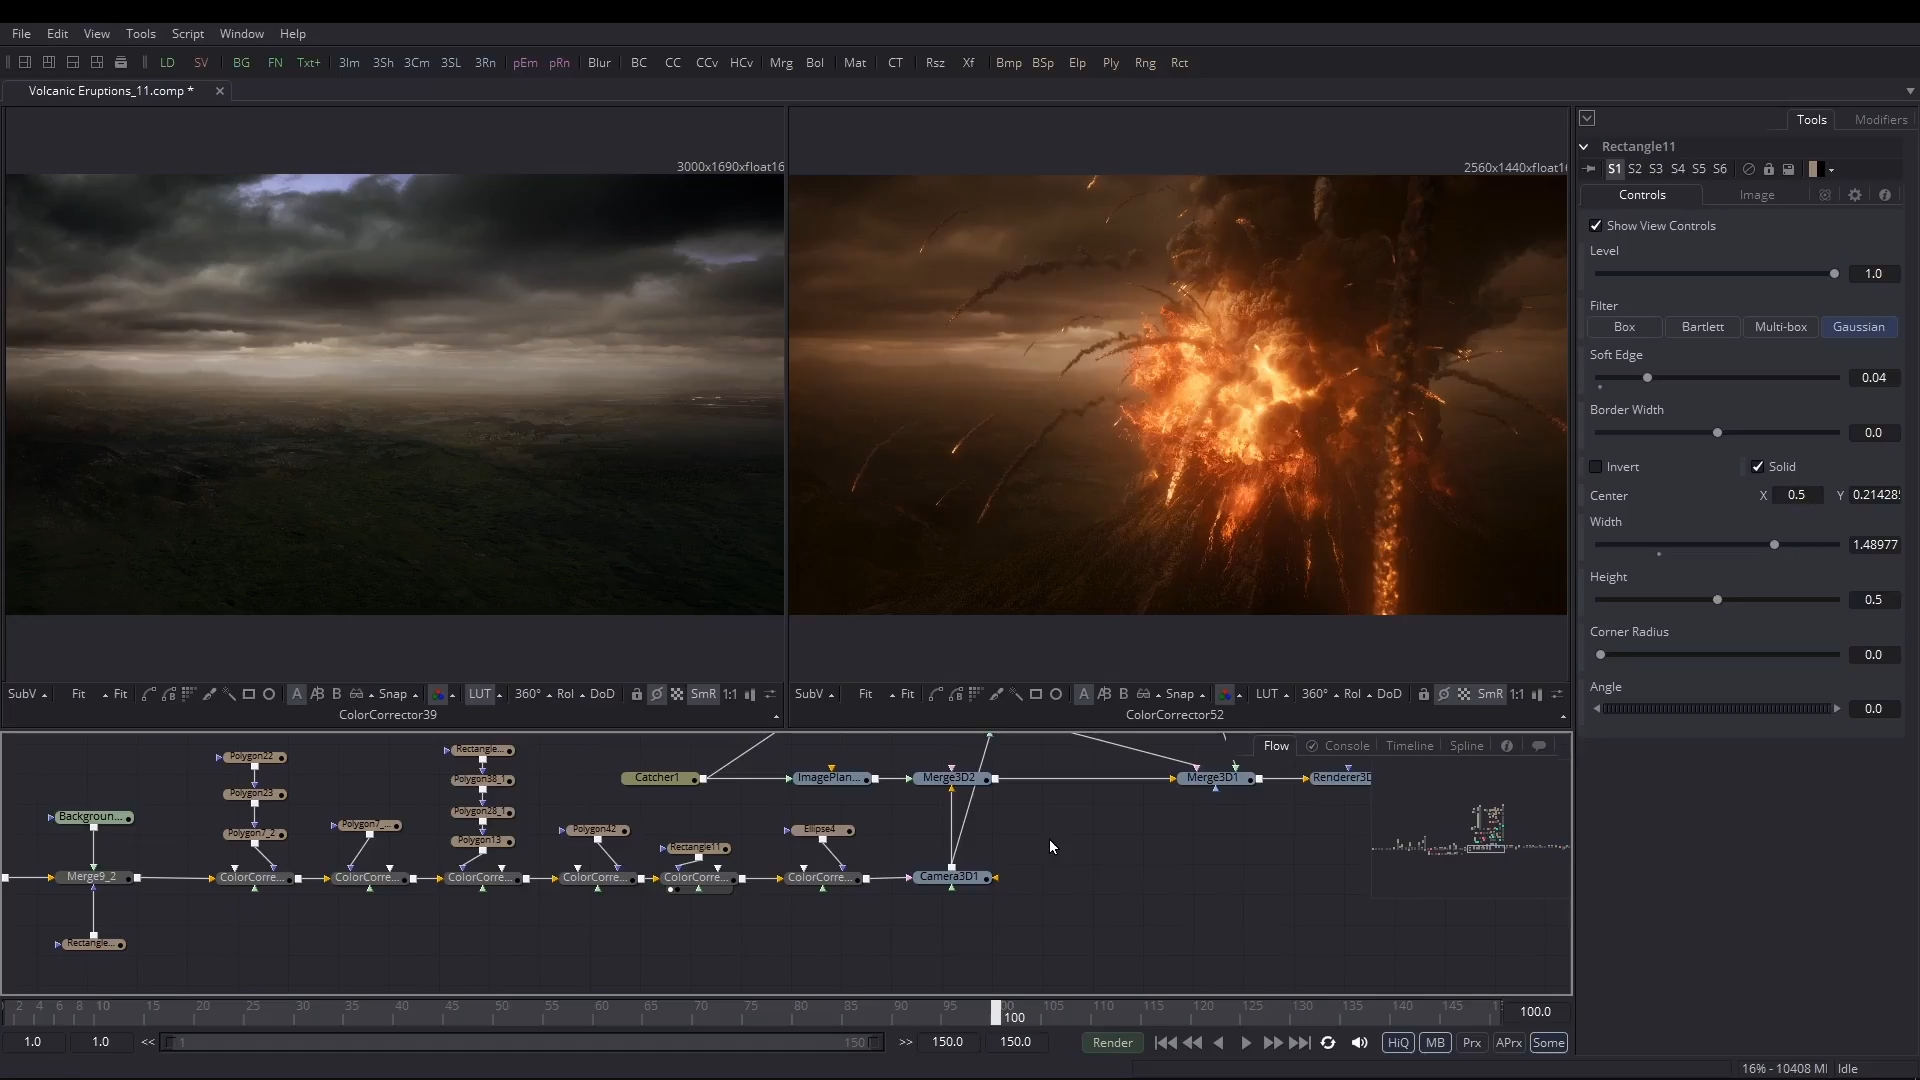 File Edit View Tools Script Window Help
LD SV BG FN Txt+ 3Im 3Sh 3Cm 3SL 3Rn pEm pRn Blur BC CC CCv HCv Mrg Bol Mat CT Rsz Xf Bmp BSp Elp Ply Rng Rct
Volcanic Eruptions_11.comp *
3000x1690xfloat16
2560x1440xfloat16
Tools Modifiers
Rectangle11
S1 S2 S3 S4 S5 S6
Controls Image
Show View Controls
Level
1.0
Filter
Box Bartlett Multi-box Gaussian
Soft Edge
0.04
Border Width
0.0
Invert Solid
Center X 0.5 Y 0.21428
Width
1.48977
Height
0.5
Corner Radius
0.0
Angle
0.0
SubV Fit Fit A B Snap LUT 360° Rol DoD SmR 1:1
ColorCorrector39
SubV Fit Fit A B Snap LUT 360° Rol DoD SmR 1:1
ColorCorrector52
Flow Console Timeline Spline
Polygon22
Rectangle...
Polygon38_1
Catcher1 ImagePlan... Merge3D2 Merge3D1 Renderer3D
Polygon23
Polygon28_1
Backgroun...
Polygon7_2 Polygon7_... Polygon13 Polygon42 Rectangle11 Ellipse4
Merge9_2 ColorCorre... ColorCorre... ColorCorre... ColorCorre... ColorCorre... ColorCorre... Camera3D1
Rectangle...
2 4 6 8 10 15 20 25 30 35 40 45 50 55 60 65 70 75 80 85 90 95 100 105 110 115 120 125 130 135 140 145
100.0
1.0 1.0 << 1 150 >> 150.0 150.0 Render HiQ MB Prx APrx Some
16% - 10408 MB Idle